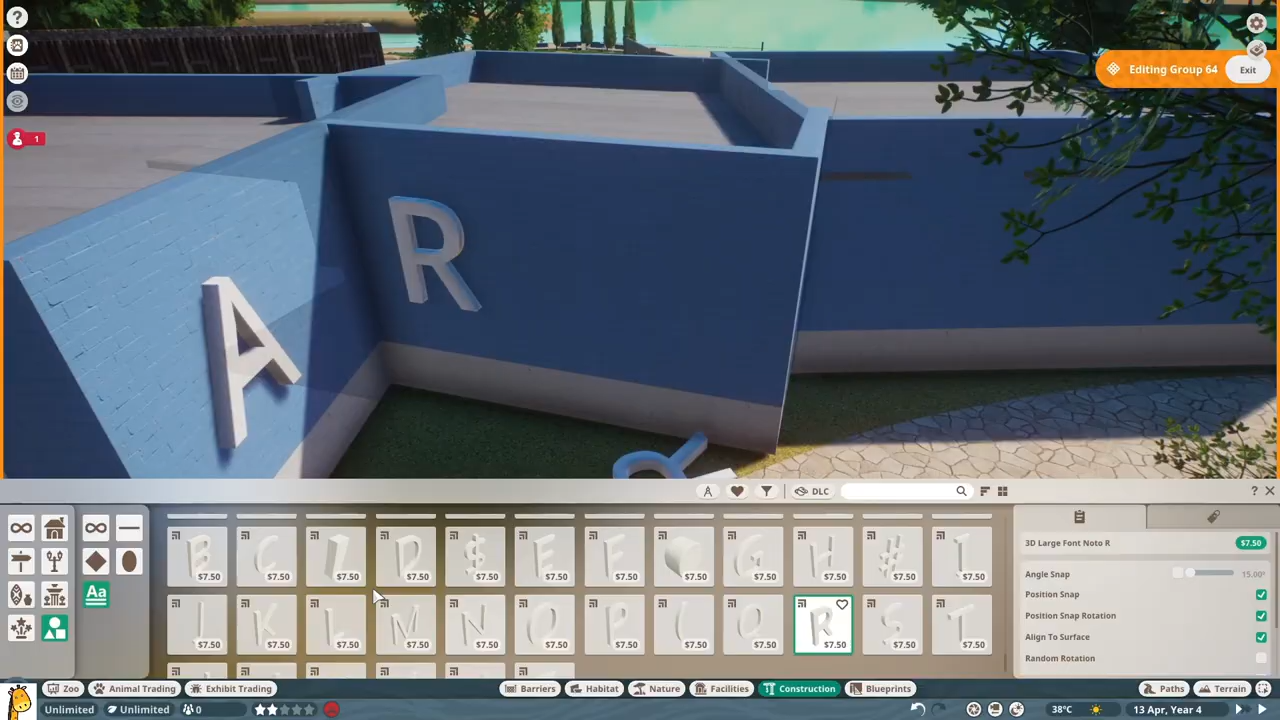 ?
Editing Group 64
Exit
1
A R
DLC
? X
$7.50 $7.50 $7.50 $7.50 $7.50 $7.50 $7.50 $7.50 $7.50 $7.50 $7.50 $7.50
Aa
$7.50 $7.50 $7.50 $7.50 $7.50 $7.50 $7.50 $7.50 $7.50 $7.50 $7.50 $7.50
3D Large Font Noto R $7.50
Angle Snap 15.00°
Position Snap
Position Snap Rotation
Align To Surface
Random Rotation
Zoo Animal Trading Exhibit Trading Barriers Habitat Nature Facilities Construction Blueprints Paths Terrain
Unlimited Unlimited 0 38°C 13 Apr, Year 4